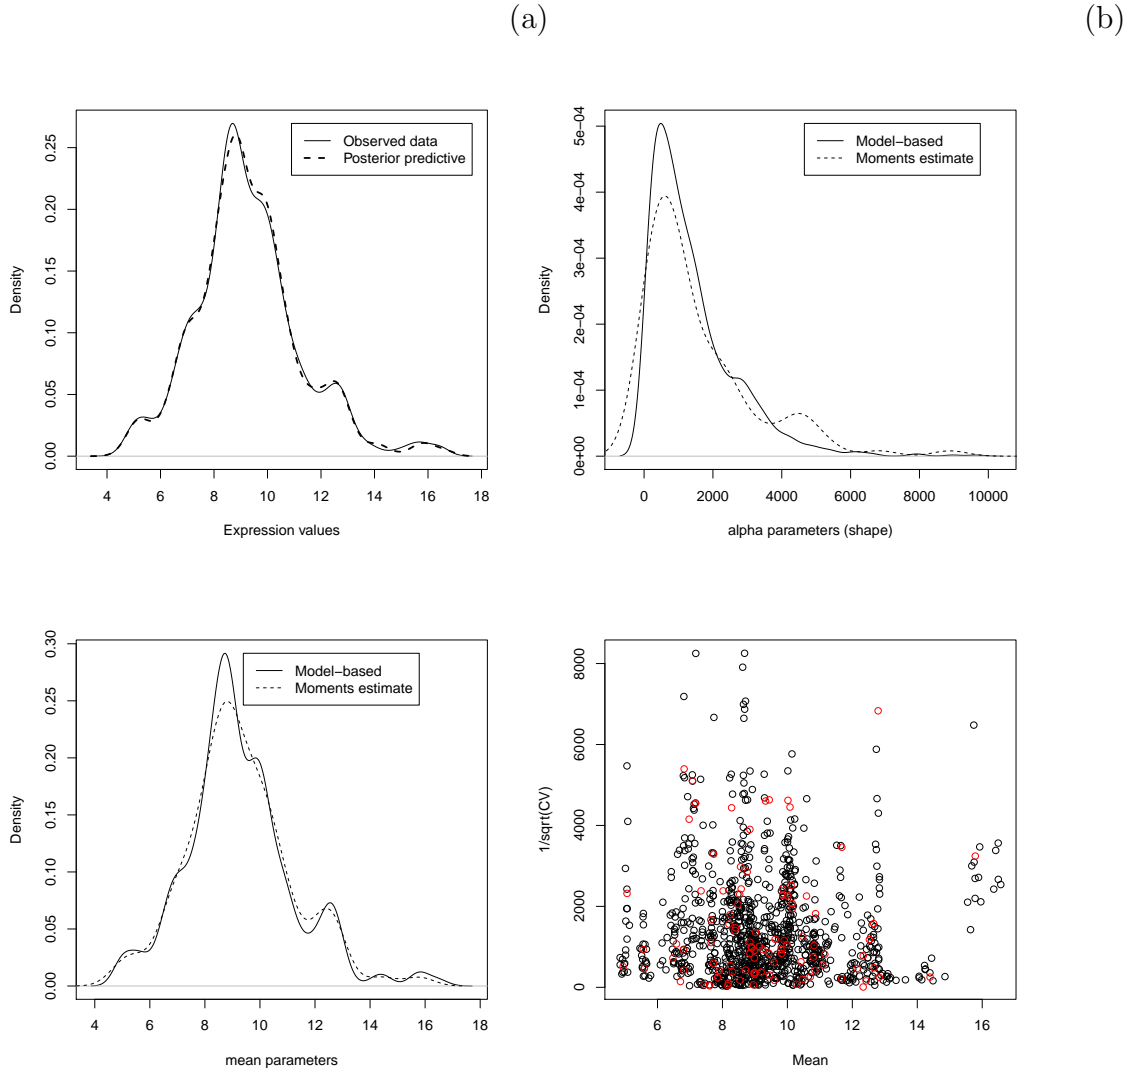 (a)
(b)
Density
0.00 0.05 0.10 0.15 0.20 0.25
Observed data
Posterior predictive
4 6 8 10 12 14 16 18
Expression values
Density
0e+00 1e−04 2e−04 3e−04 4e−04 5e−04
Model−based
Moments estimate
0 2000 4000 6000 8000 10000
alpha parameters (shape)
Density
0.00 0.05 0.10 0.15 0.20 0.25 0.30
Model−based
Moments estimate
4 6 8 10 12 14 16 18
mean parameters
1/sqrt(CV)
0 2000 4000 6000 8000
6 8 10 12 14 16
Mean